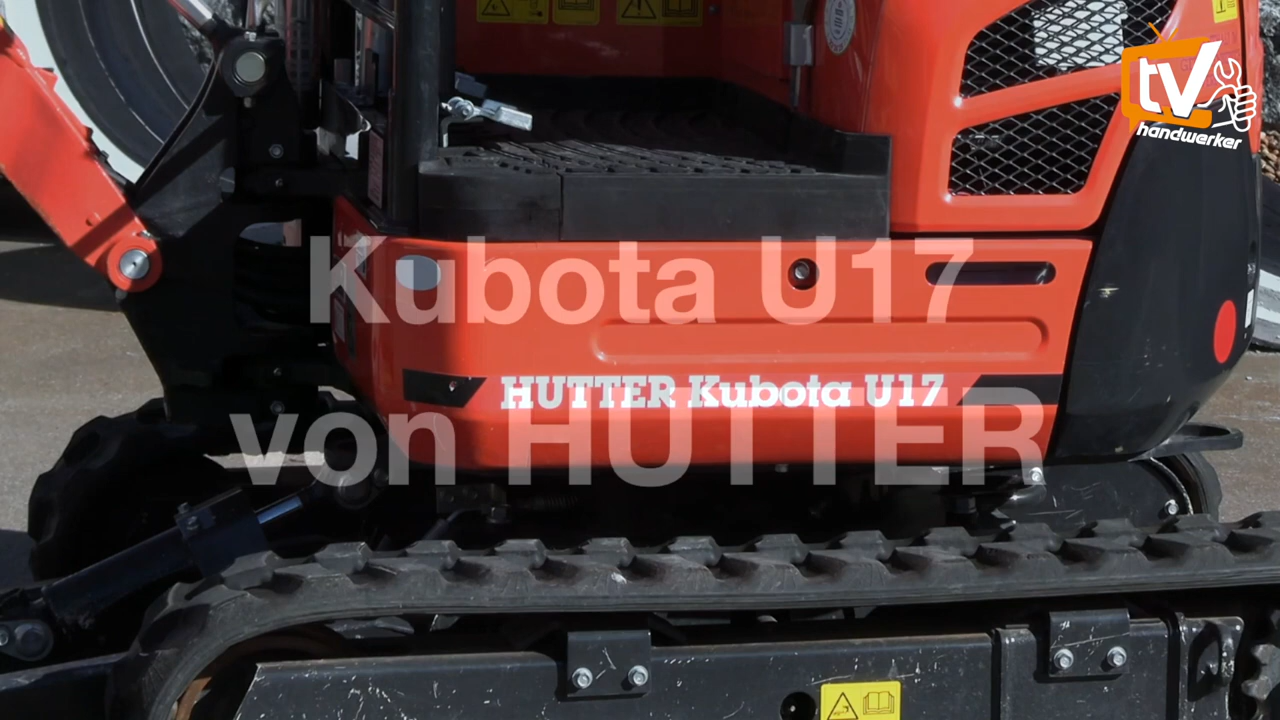 tv
handwerker
Kubota U17
HUTTER Kubota U17
von HUTTER